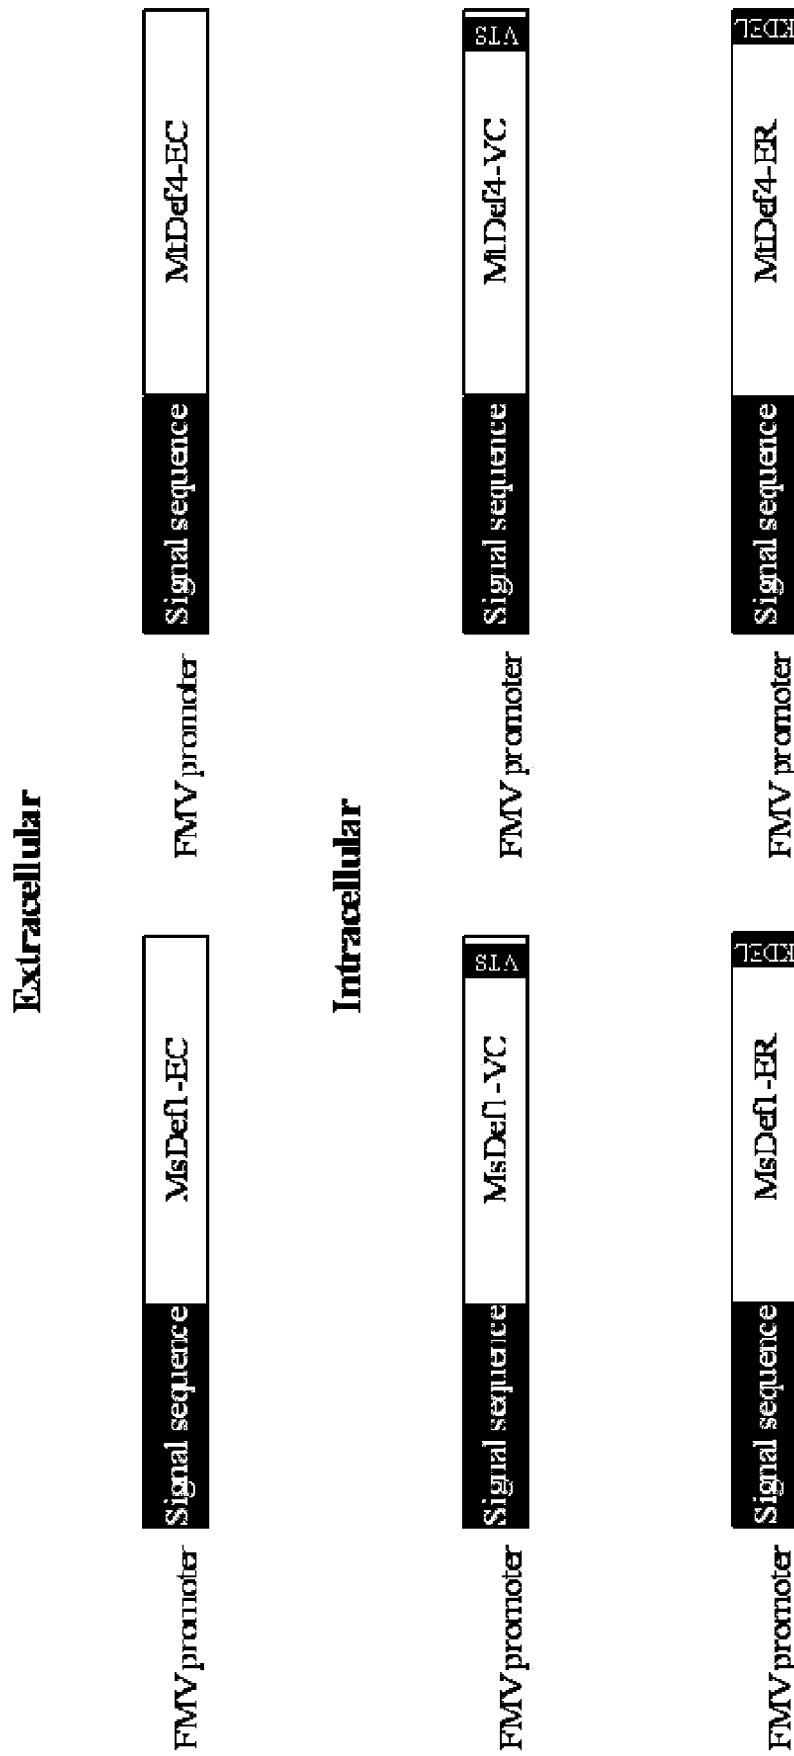 Extracellular
FMV promoter Signal sequence MsDef1-EC
FMV promoter Signal sequence MtDef4-EC
Intracellular
FMV promoter Signal sequence MsDef1-VC VTS
FMV promoter Signal sequence MtDef4-VC VTS
FMV promoter Signal sequence MsDef1-ER KDEL
FMV promoter Signal sequence MtDef4-ER KDEL